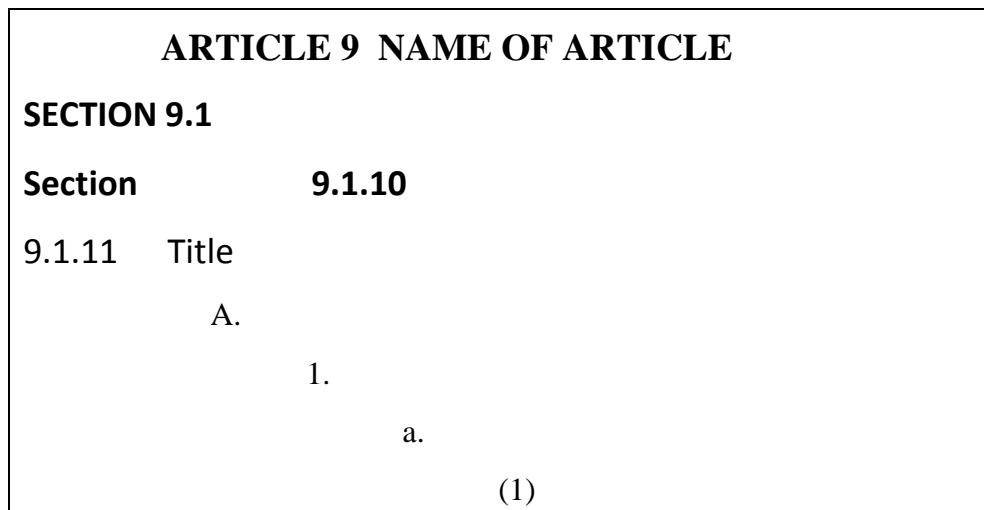 ARTICLE 9 NAME OF ARTICLE
SECTION 9.1
Section 9.1.10
9.1.11 Title
A.
1.
a.
(1)